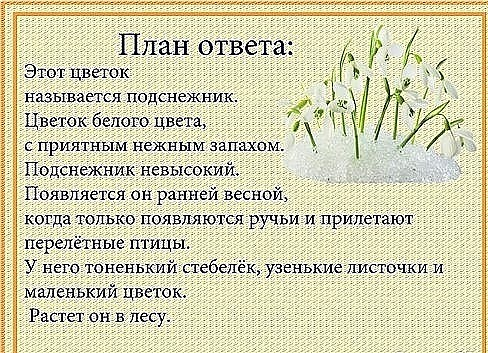 План ответа:
Этот цветок
называется подснежник.
Цветок белого цвета,
с приятным нежным запахом.
Подснежник невысокий.
Появляется он ранней весной,
когда только появляются ручьи и прилетают
перелётные птицы.
У него тоненький стебелёк, узенькие листочки и
маленький цветок.
Растет он в лесу.